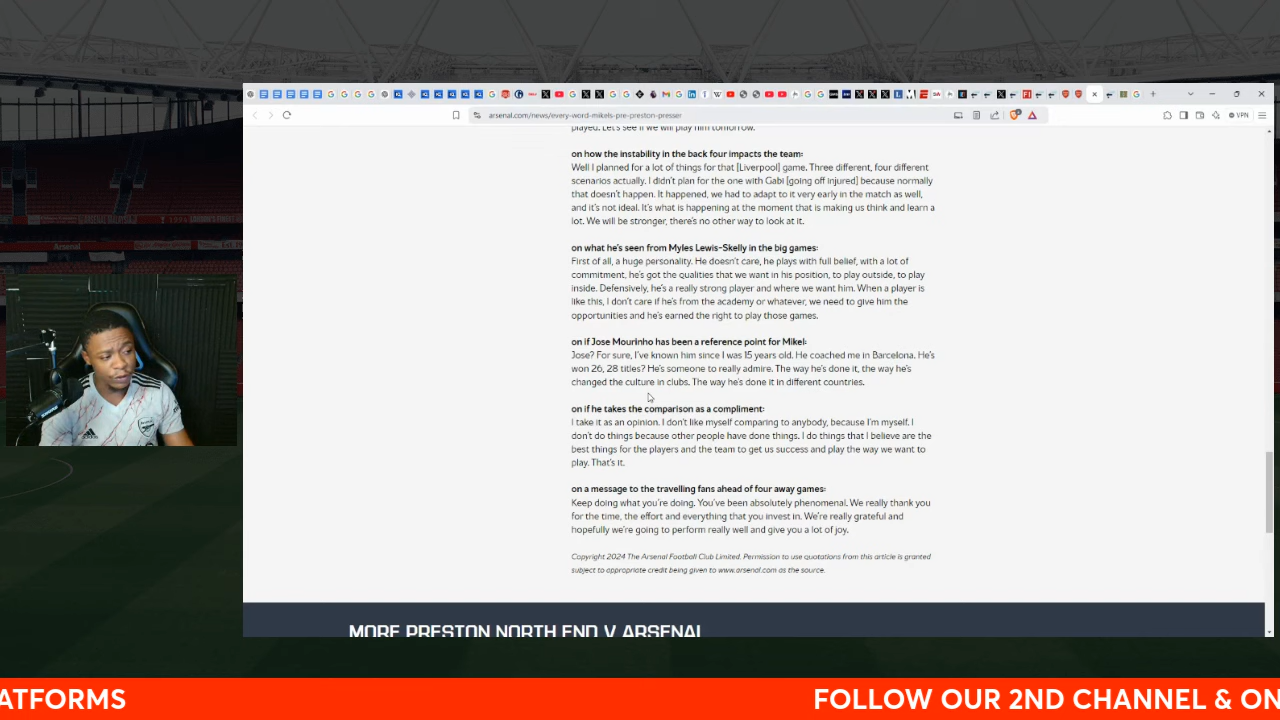 VPN
arsenal.com/news/every-word-mikels-pre-preston-presser
played. Let's see if we will play him tomorrow.
on how the instability in the back four impacts the team:
Well I planned for a lot of things for that [Liverpool] game. Three different, four different
scenarios actually. I didn't plan for the one with Gabi [going off injured] because normally
that doesn't happen. It happened, we had to adapt to it very early in the match as well,
and it's not ideal. It's what is happening at the moment that is making us think and learn a
lot. We will be stronger, there's no other way to look at it.
on what he's seen from Myles Lewis-Skelly in the big games:
First of all, a huge personality. He doesn't care, he plays with full belief, with a lot of
commitment, he's got the qualities that we want in his position, to play outside, to play
inside. Defensively, he's a really strong player and where we want him. When a player is
like this, I don't care if he's from the academy or whatever, we need to give him the
opportunities and he's earned the right to play those games.
on if Jose Mourinho has been a reference point for Mikel:
Jose? For sure, I've known him since I was 15 years old. He coached me in Barcelona. He's
won 26, 28 titles? He's someone to really admire. The way he's done it, the way he's
changed the culture in clubs. The way he's done it in different countries.
on if he takes the comparison as a compliment:
I take it as an opinion. I don't like myself comparing to anybody, because I'm myself. I
don't do things because other people have done things. I do things that I believe are the
best things for the players and the team to get us success and play the way we want to
play. That's it.
on a message to the travelling fans ahead of four away games:
Keep doing what you're doing. You've been absolutely phenomenal. We really thank you
for the time, the effort and everything that you invest in. We're really grateful and
hopefully we're going to perform really well and give you a lot of joy.
Copyright 2024 The Arsenal Football Club Limited. Permission to use quotations from this article is granted
subject to appropriate credit being given to www.arsenal.com as the source.
MORE PRESTON NORTH END V ARSENAL
ATFORMS
FOLLOW OUR 2ND CHANNEL & ON